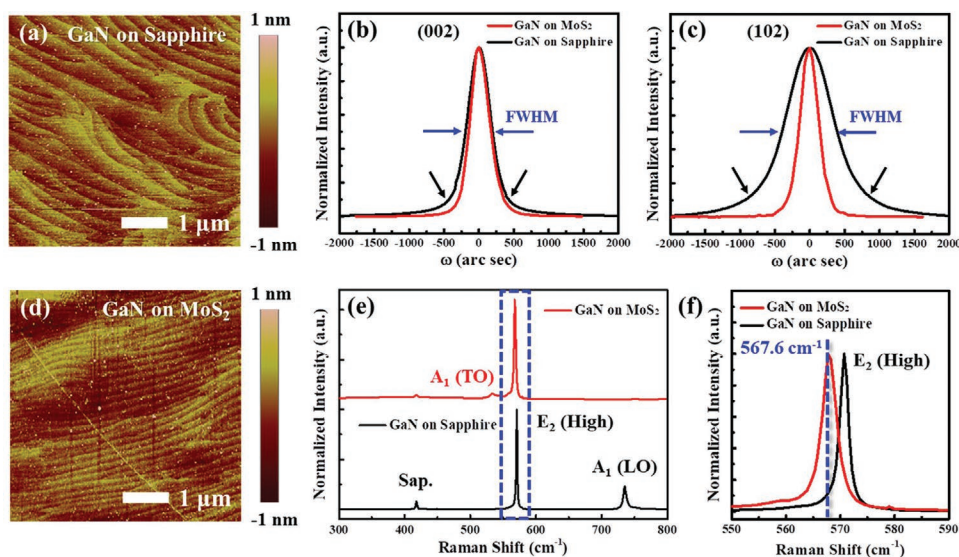 (a) GaN on Sapphire
1 µm
1 nm
-1 nm
(b)
(002)
GaN on MoS₂
GaN on Sapphire
FWHM
Normalized Intensity (a.u.)
-2000 -1500 -1000 -500 0 500 1000 1500 2000
ω (arc sec)
(c)
(102)
GaN on MoS₂
GaN on Sapphire
FWHM
Normalized Intensity (a.u.)
-2000 -1500 -1000 -500 0 500 1000 1500 2000
ω (arc sec)
(d) GaN on MoS₂
1 µm
1 nm
-1 nm
(e)
GaN on MoS₂
A₁ (TO)
GaN on Sapphire
E₂ (High)
Sap.
A₁ (LO)
Normalized Intensity (a.u.)
300 400 500 600 700 800
Raman Shift (cm⁻¹)
(f)
GaN on MoS₂
GaN on Sapphire
567.6 cm⁻¹
E₂ (High)
Normalized Intensity (a.u.)
550 560 570 580 590
Raman Shift (cm⁻¹)